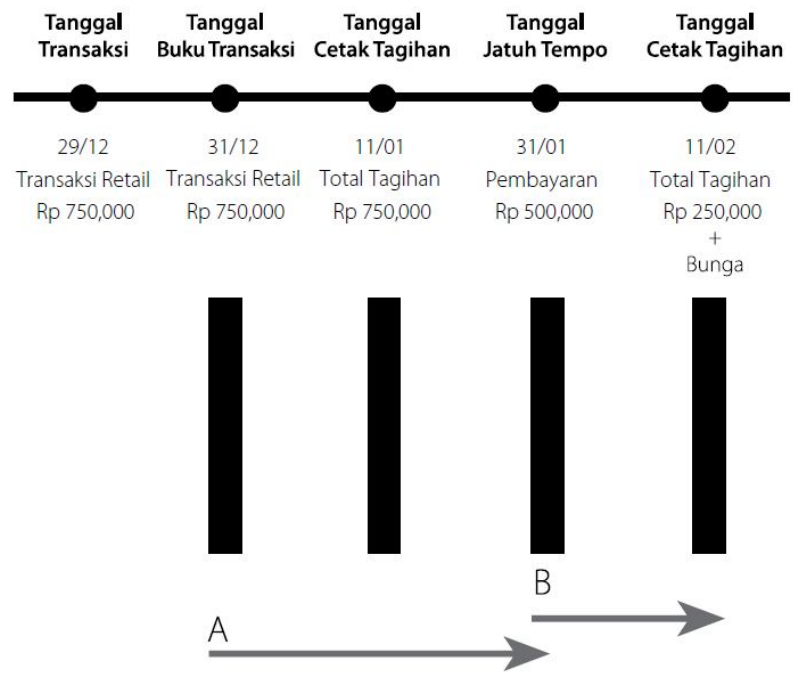 Tanggal
Transaksi
Tanggal
Buku Transaksi
Tanggal
Cetak Tagihan
Tanggal
Jatuh Tempo
Tanggal
Cetak Tagihan
29/12
Transaksi Retail
Rp 750,000
31/12
Transaksi Retail
Rp 750,000
11/01
Total Tagihan
Rp 750,000
31/01
Pembayaran
Rp 500,000
11/02
Total Tagihan
Rp 250,000
+
Bunga
B
A